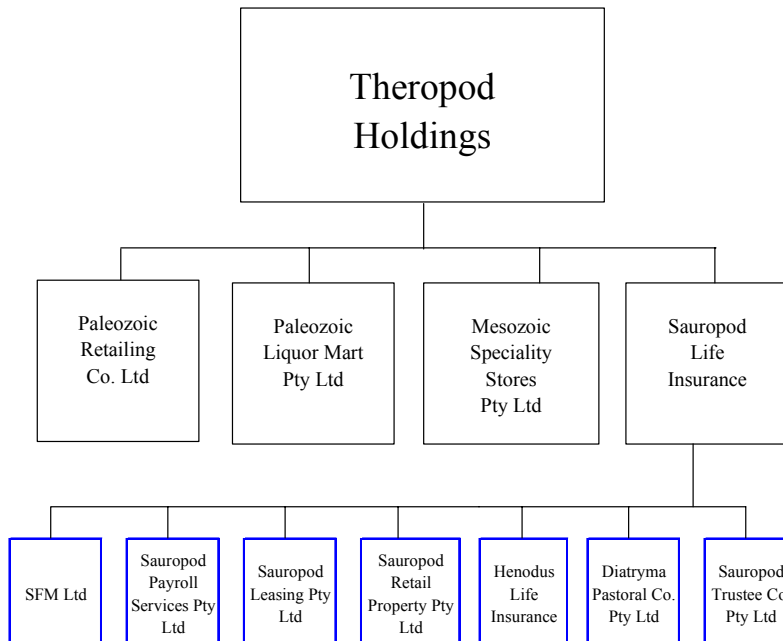 Theropod
Holdings
Paleozoic
Retailing
Co. Ltd
Paleozoic
Liquor Mart
Pty Ltd
Mesozoic
Speciality
Stores
Pty Ltd
Sauropod
Life
Insurance
SFM Ltd
Sauropod
Payroll
Services Pty
Ltd
Sauropod
Leasing Pty
Ltd
Sauropod
Retail
Property Pty
Ltd
Henodus
Life
Insurance
Diatryma
Pastoral Co.
Pty Ltd
Sauropod
Trustee Co
Pty Ltd